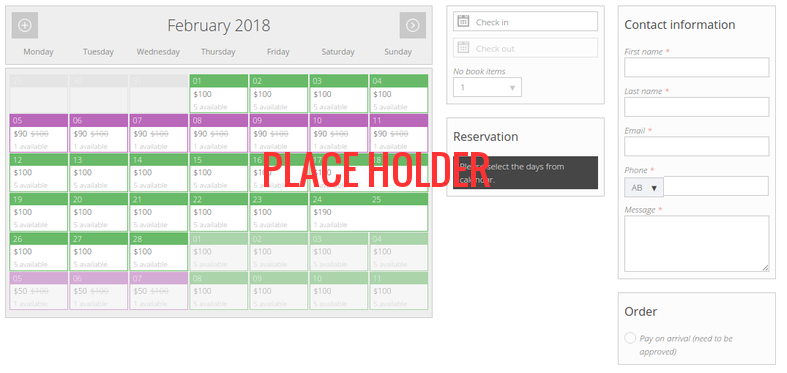 February 2018
Monday Tuesday Wednesday Thursday Friday Saturday Sunday
01 02 03 04
$100 $100 $100 $100
5 available 5 available 5 available 5 available
05 06 07 08 09 10 11
$90 $100 $90 $100 $90 $100 $90 $100 $90 $100 $90 $100 $90 $100
1 available 1 available 1 available 1 available 1 available 1 available 1 available
12 13 14 15 16 17 18
$100 $100 $100
5 available 5 available 5 available 5 available 5 available 5 available 5 available
PLACE HOLDER
19 20 21 22 23 24 25
$100 $100 $100 $100 $100 $190
5 available 5 available 5 available 5 available 5 available 1 available
26 27 28 01 02 03 04
$100 $100 $100 $100 $100 $100 $100
5 available 5 available 5 available 5 available 5 available 5 available 5 available
05 06 07 08 09 10 11
$50 $100 $50 $100 $50 $100 $100 $100 $100 $100
1 available 1 available 1 available 5 available 5 available 5 available 5 available
Check in
Check out
No book items
1
Reservation
Please select the days from
calendar.
Contact information
First name *
Last name *
Email *
Phone *
AB
Message *
Order
Pay on arrival (need to be
approved)